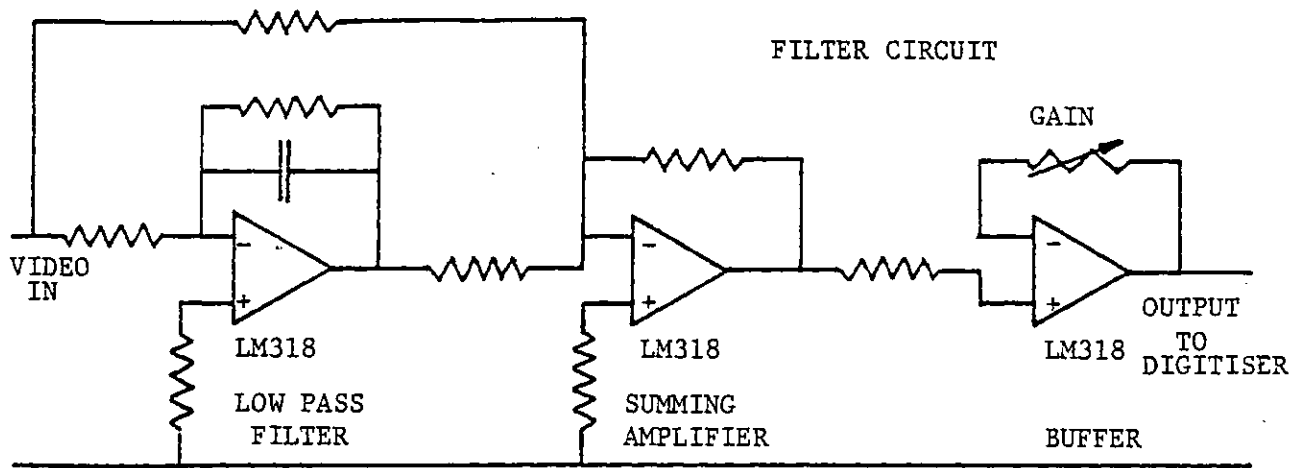 FILTER CIRCUIT
GAIN
VIDEO
IN
-
+
LM318
LOW PASS
FILTER
-
+
LM318
SUMMING
AMPLIFIER
-
+
LM318
BUFFER
OUTPUT
TO
DIGITISER